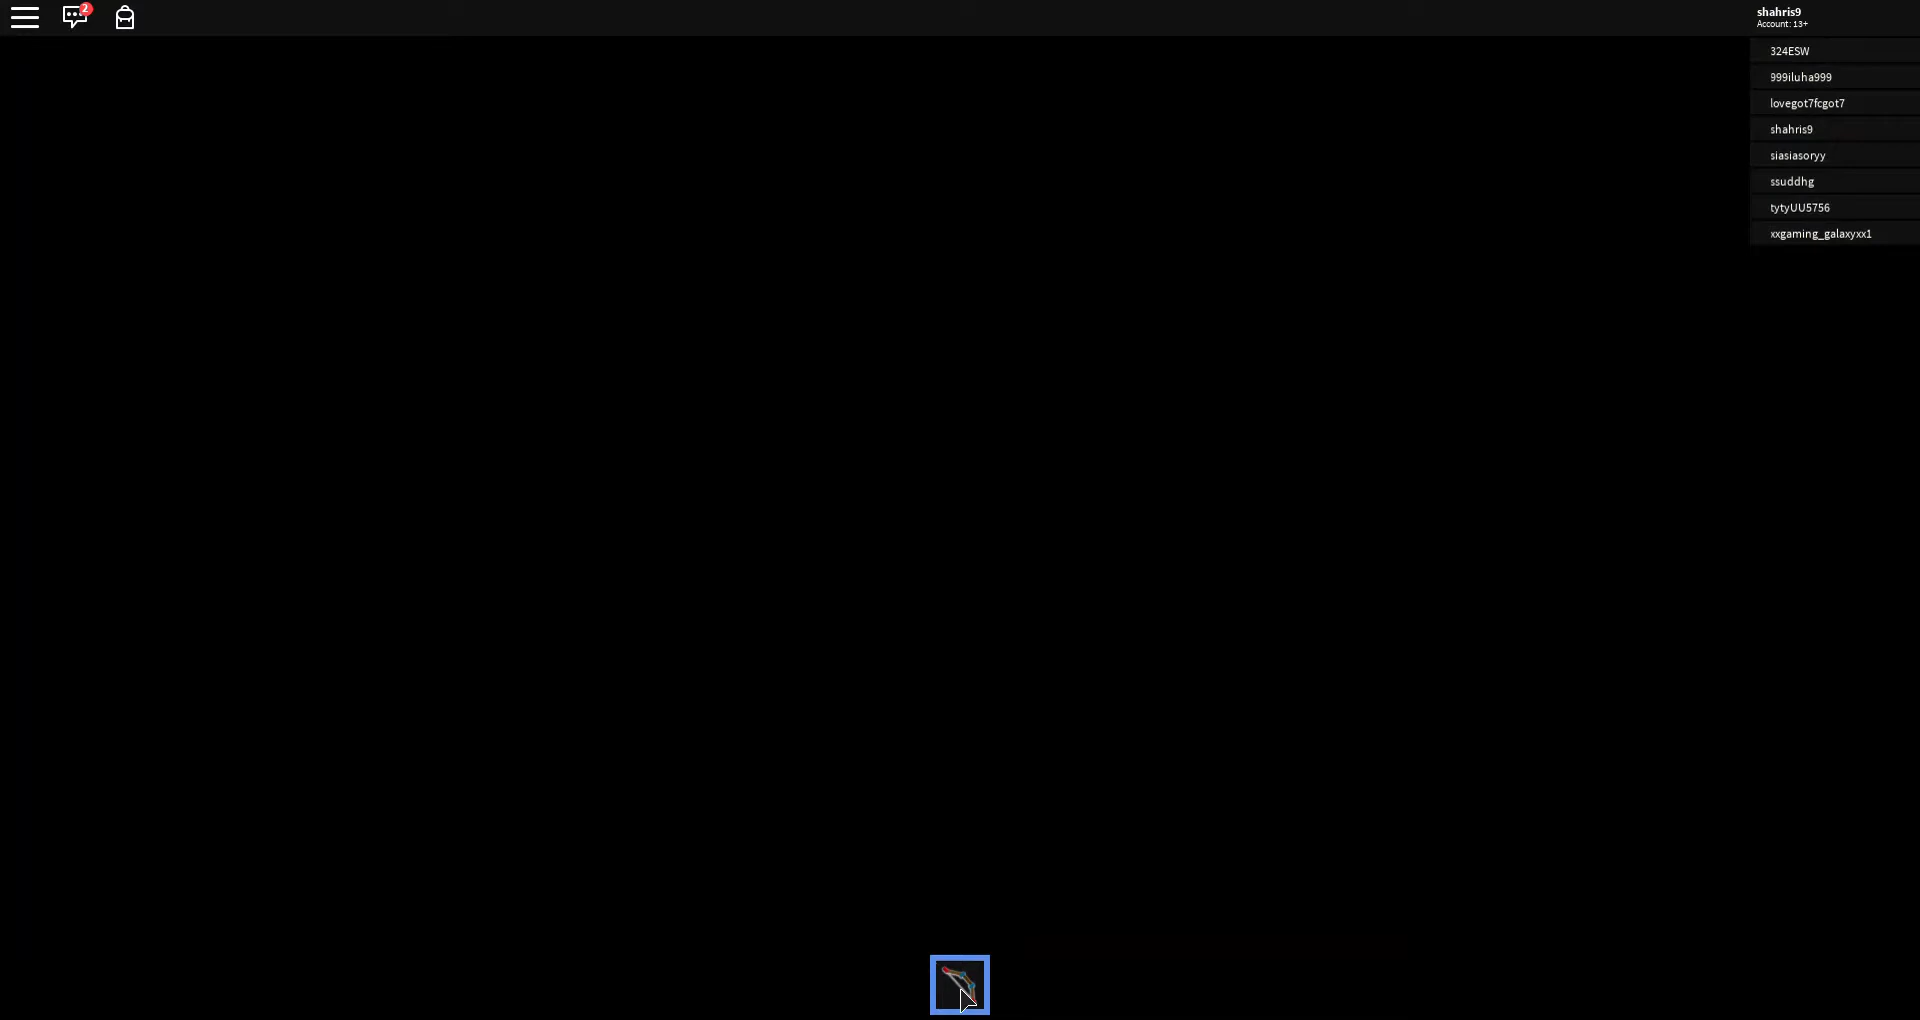 2
shahris9
Account: 13+
324ESW
999iluha999
lovegot7fcgot7
shahris9
siasiasoryy
ssuddhg
tytyUU5756
xxgaming_galaxyxx1